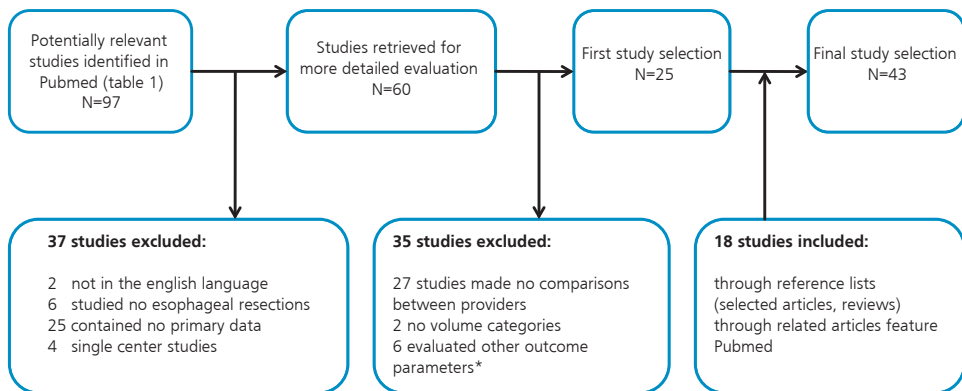 Potentially relevant
studies identified in
Pubmed (table 1)
N=97
Studies retrieved for
more detailed evaluation
N=60
First study selection
N=25
Final study selection
N=43
37 studies excluded:
2 not in the english language
6 studied no esophageal resections
25 contained no primary data
4 single center studies
35 studies excluded:
27 studies made no comparisons
between providers
2 no volume categories
6 evaluated other outcome
parameters*
18 studies included:
through reference lists
(selected articles, reviews)
through related articles feature
Pubmed